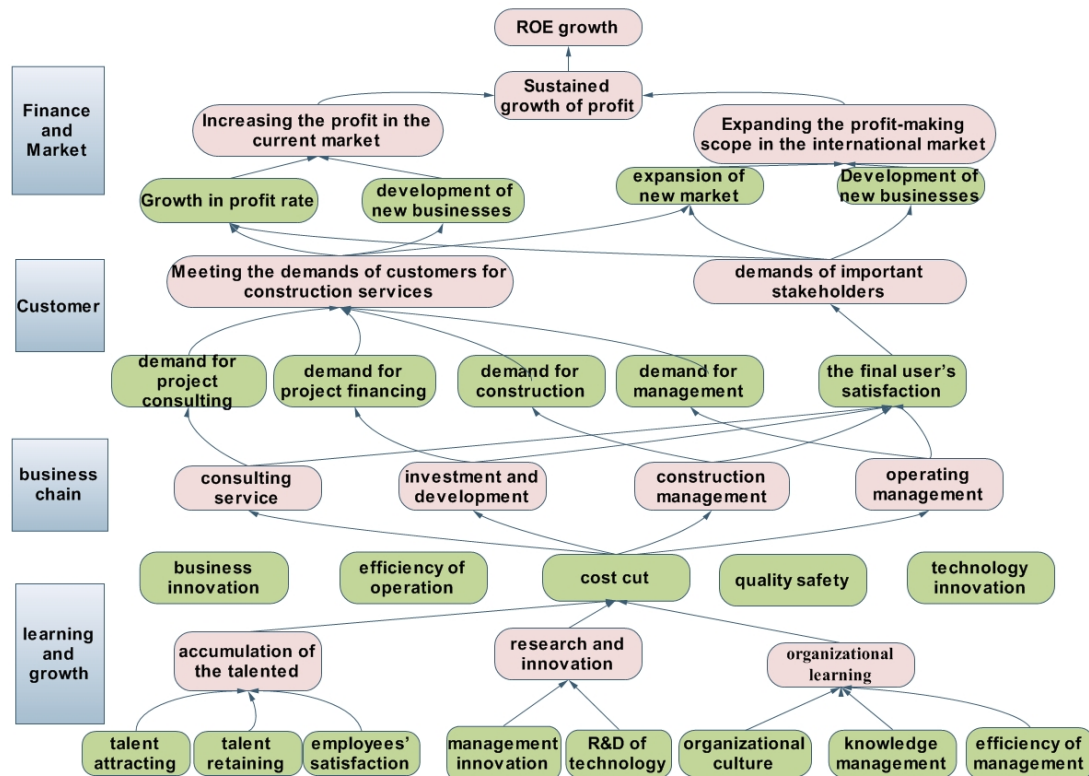 ROE growth
Finance
and
Market
Sustained
growth of profit
Increasing the profit in the
current market
Expanding the profit-making
scope in the international market
Growth in profit rate
development of
new businesses
expansion of
new market
Development of
new businesses
Customer
Meeting the demands of customers for
construction services
demands of important
stakeholders
demand for
project
consulting
demand for
project financing
demand for
construction
demand for
management
the final user's
satisfaction
business
chain
consulting
service
investment and
development
construction
management
operating
management
business
innovation
efficiency of
operation
cost cut
quality safety
technology
innovation
learning
and
growth
accumulation of
the talented
research and
innovation
organizational
learning
talent
attracting
talent
retaining
employees'
satisfaction
management
innovation
R&D of
technology
organizational
culture
knowledge
management
efficiency of
management